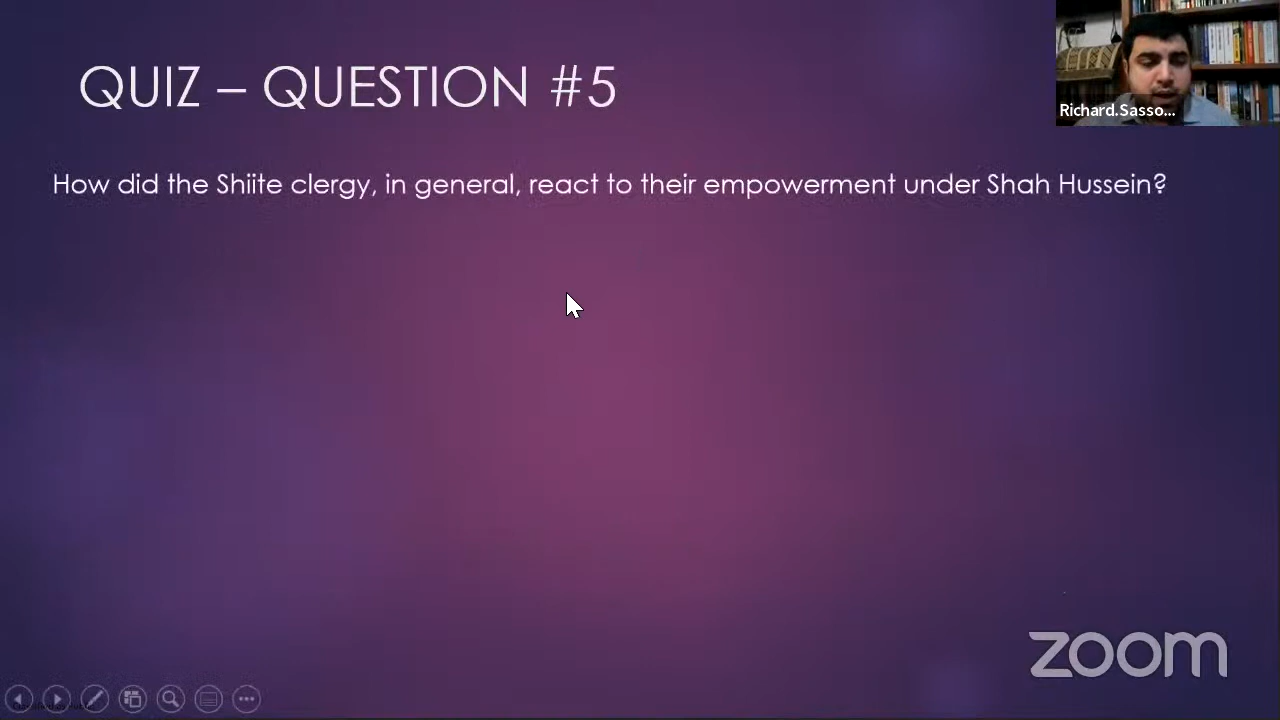 QUIZ – QUESTION #5
Richard.Sasso...
How did the Shiite clergy, in general, react to their empowerment under Shah Hussein?
zoom